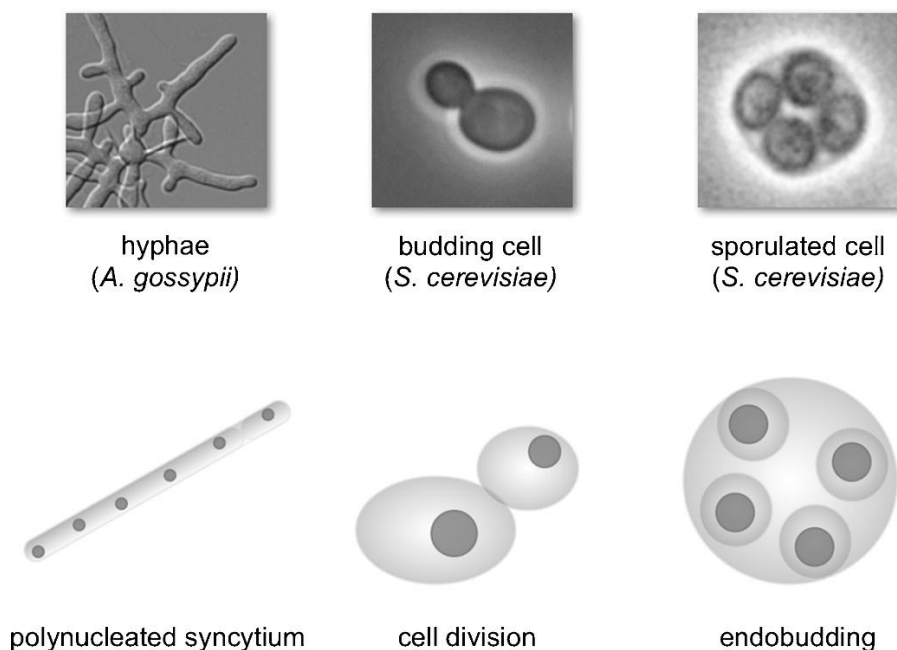 hyphae
(A. gossypii)
budding cell
(S. cerevisiae)
sporulated cell
(S. cerevisiae)
polynucleated syncytium
cell division
endobudding